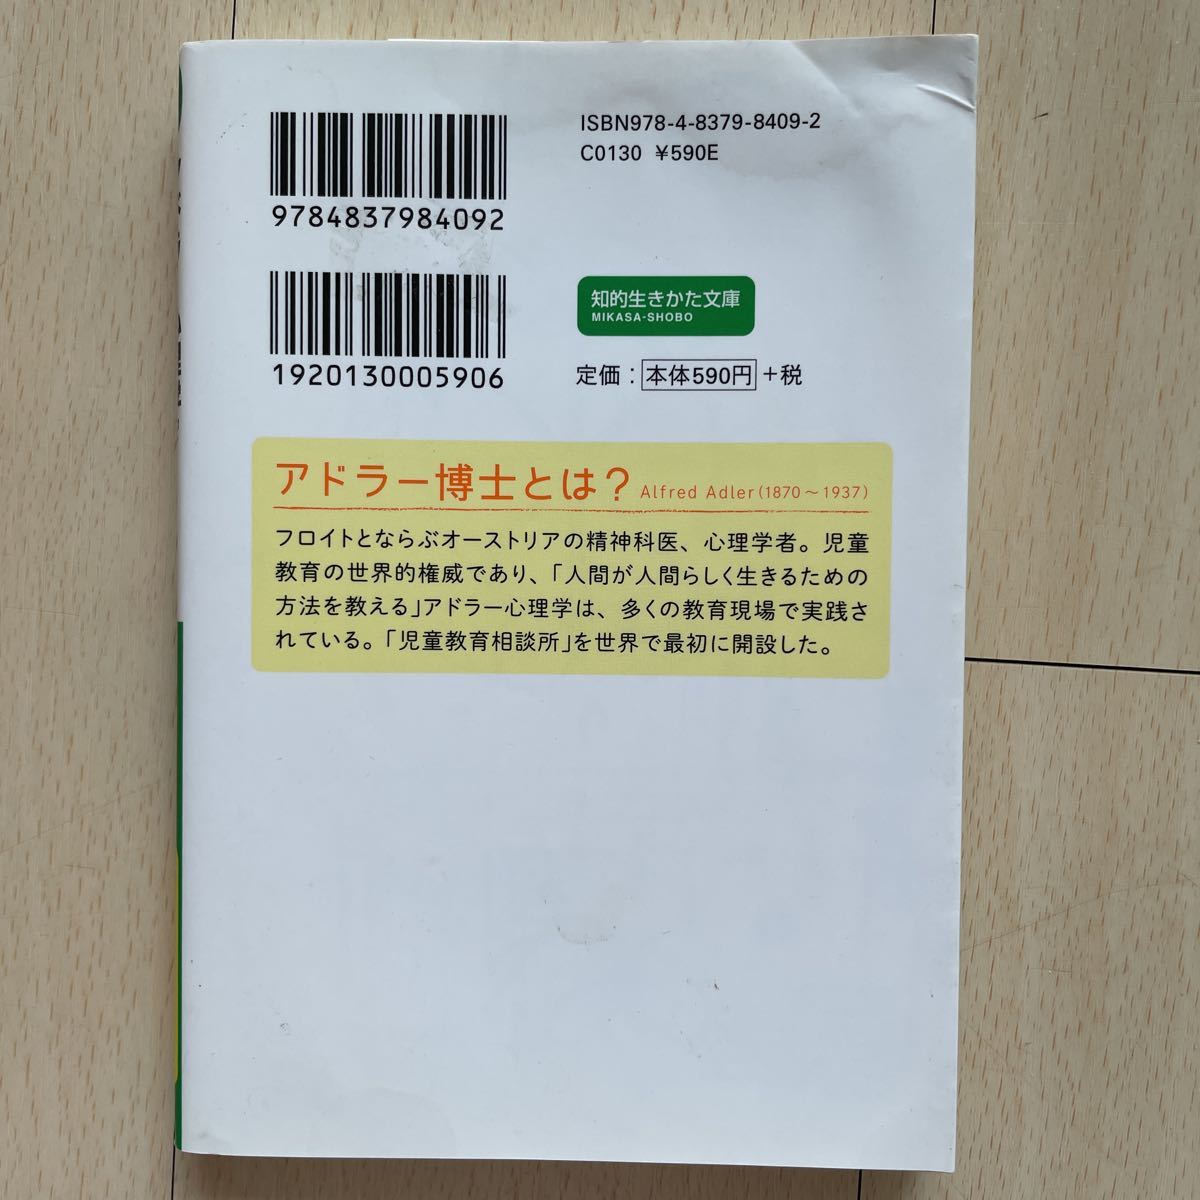 ISBN978-4-8379-8409-2
C0130 ¥590E
9784837984092
1920130005906
知的生きかた文庫
MIKASA-SHOBO
定価：本体590円＋税
アドラー博士とは？ Alfred Adler(1870～1937)
フロイトとならぶオーストリアの精神科医、心理学者。児童
教育の世界的権威であり、「人間が人間らしく生きるための
方法を教える」アドラー心理学は、多くの教育現場で実践さ
れている。「児童教育相談所」を世界で最初に開設した。